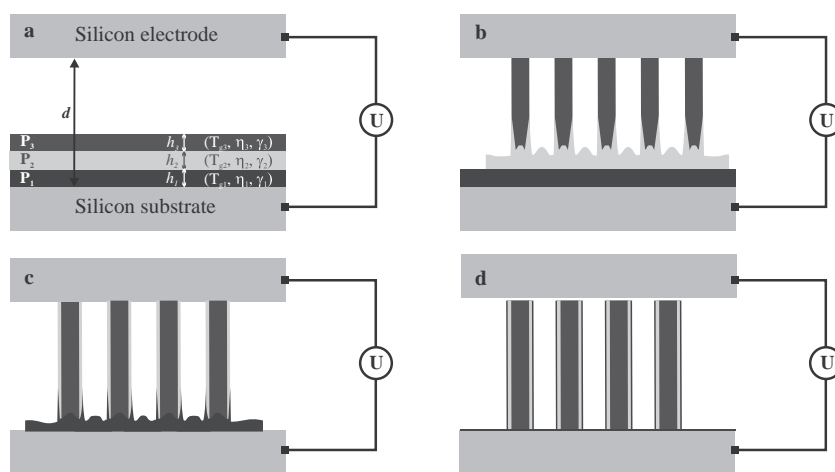 a
Silicon electrode
d
U
P3 h3 (Tg3, η3, γ3)
P2 h2 (Tg2, η2, γ2)
P1 h1 (Tg1, η1, γ1)
Silicon substrate
b
U
c
U
d
U